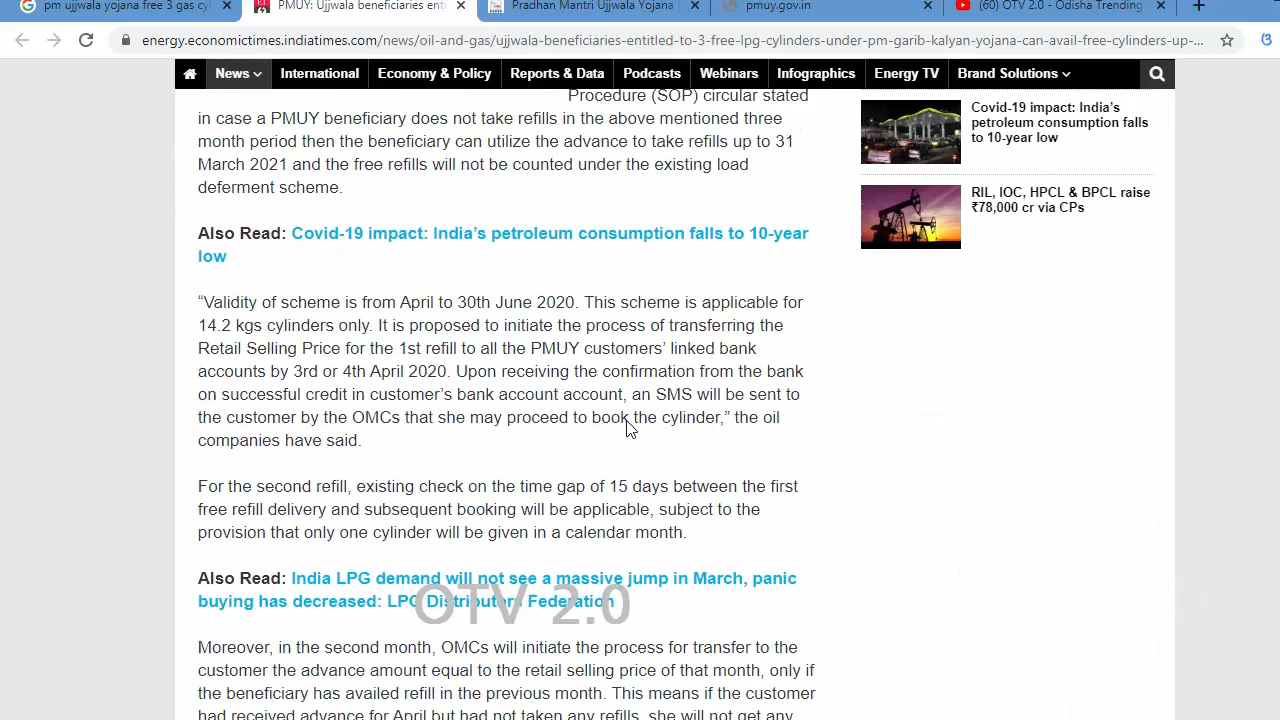 pm ujjwala yojana free 3 gas cy
PMUY: Ujjwala beneficiaries ent
Pradhan Mantri Ujjwala Yojana
pmuy.gov.in
(60) OTV 2.0 - Odisha Trending
energy.economictimes.indiatimes.com/news/oil-and-gas/ujjwala-beneficiaries-entitled-to-3-free-lpg-cylinders-under-pm-garib-kalyan-yojana-can-avail-free-cylinders-up-...
News International Economy & Policy Reports & Data Podcasts Webinars Infographics Energy TV Brand Solutions
Procedure (SOP) circular stated
in case a PMUY beneficiary does not take refills in the above mentioned three
month period then the beneficiary can utilize the advance to take refills up to 31
March 2021 and the free refills will not be counted under the existing load
deferment scheme.
Also Read: Covid-19 impact: India’s petroleum consumption falls to 10-year
low
“Validity of scheme is from April to 30th June 2020. This scheme is applicable for
14.2 kgs cylinders only. It is proposed to initiate the process of transferring the
Retail Selling Price for the 1st refill to all the PMUY customers’ linked bank
accounts by 3rd or 4th April 2020. Upon receiving the confirmation from the bank
on successful credit in customer’s bank account account, an SMS will be sent to
the customer by the OMCs that she may proceed to book the cylinder,” the oil
companies have said.
For the second refill, existing check on the time gap of 15 days between the first
free refill delivery and subsequent booking will be applicable, subject to the
provision that only one cylinder will be given in a calendar month.
Also Read: India LPG demand will not see a massive jump in March, panic
buying has decreased: LPG Distributors Federation
OTV 2.0
Moreover, in the second month, OMCs will initiate the process for transfer to the
customer the advance amount equal to the retail selling price of that month, only if
the beneficiary has availed refill in the previous month. This means if the customer
had received advance for April but had not taken any refills, she will not get any
Covid-19 impact: India’s
petroleum consumption falls
to 10-year low
RIL, IOC, HPCL & BPCL raise
₹78,000 cr via CPs